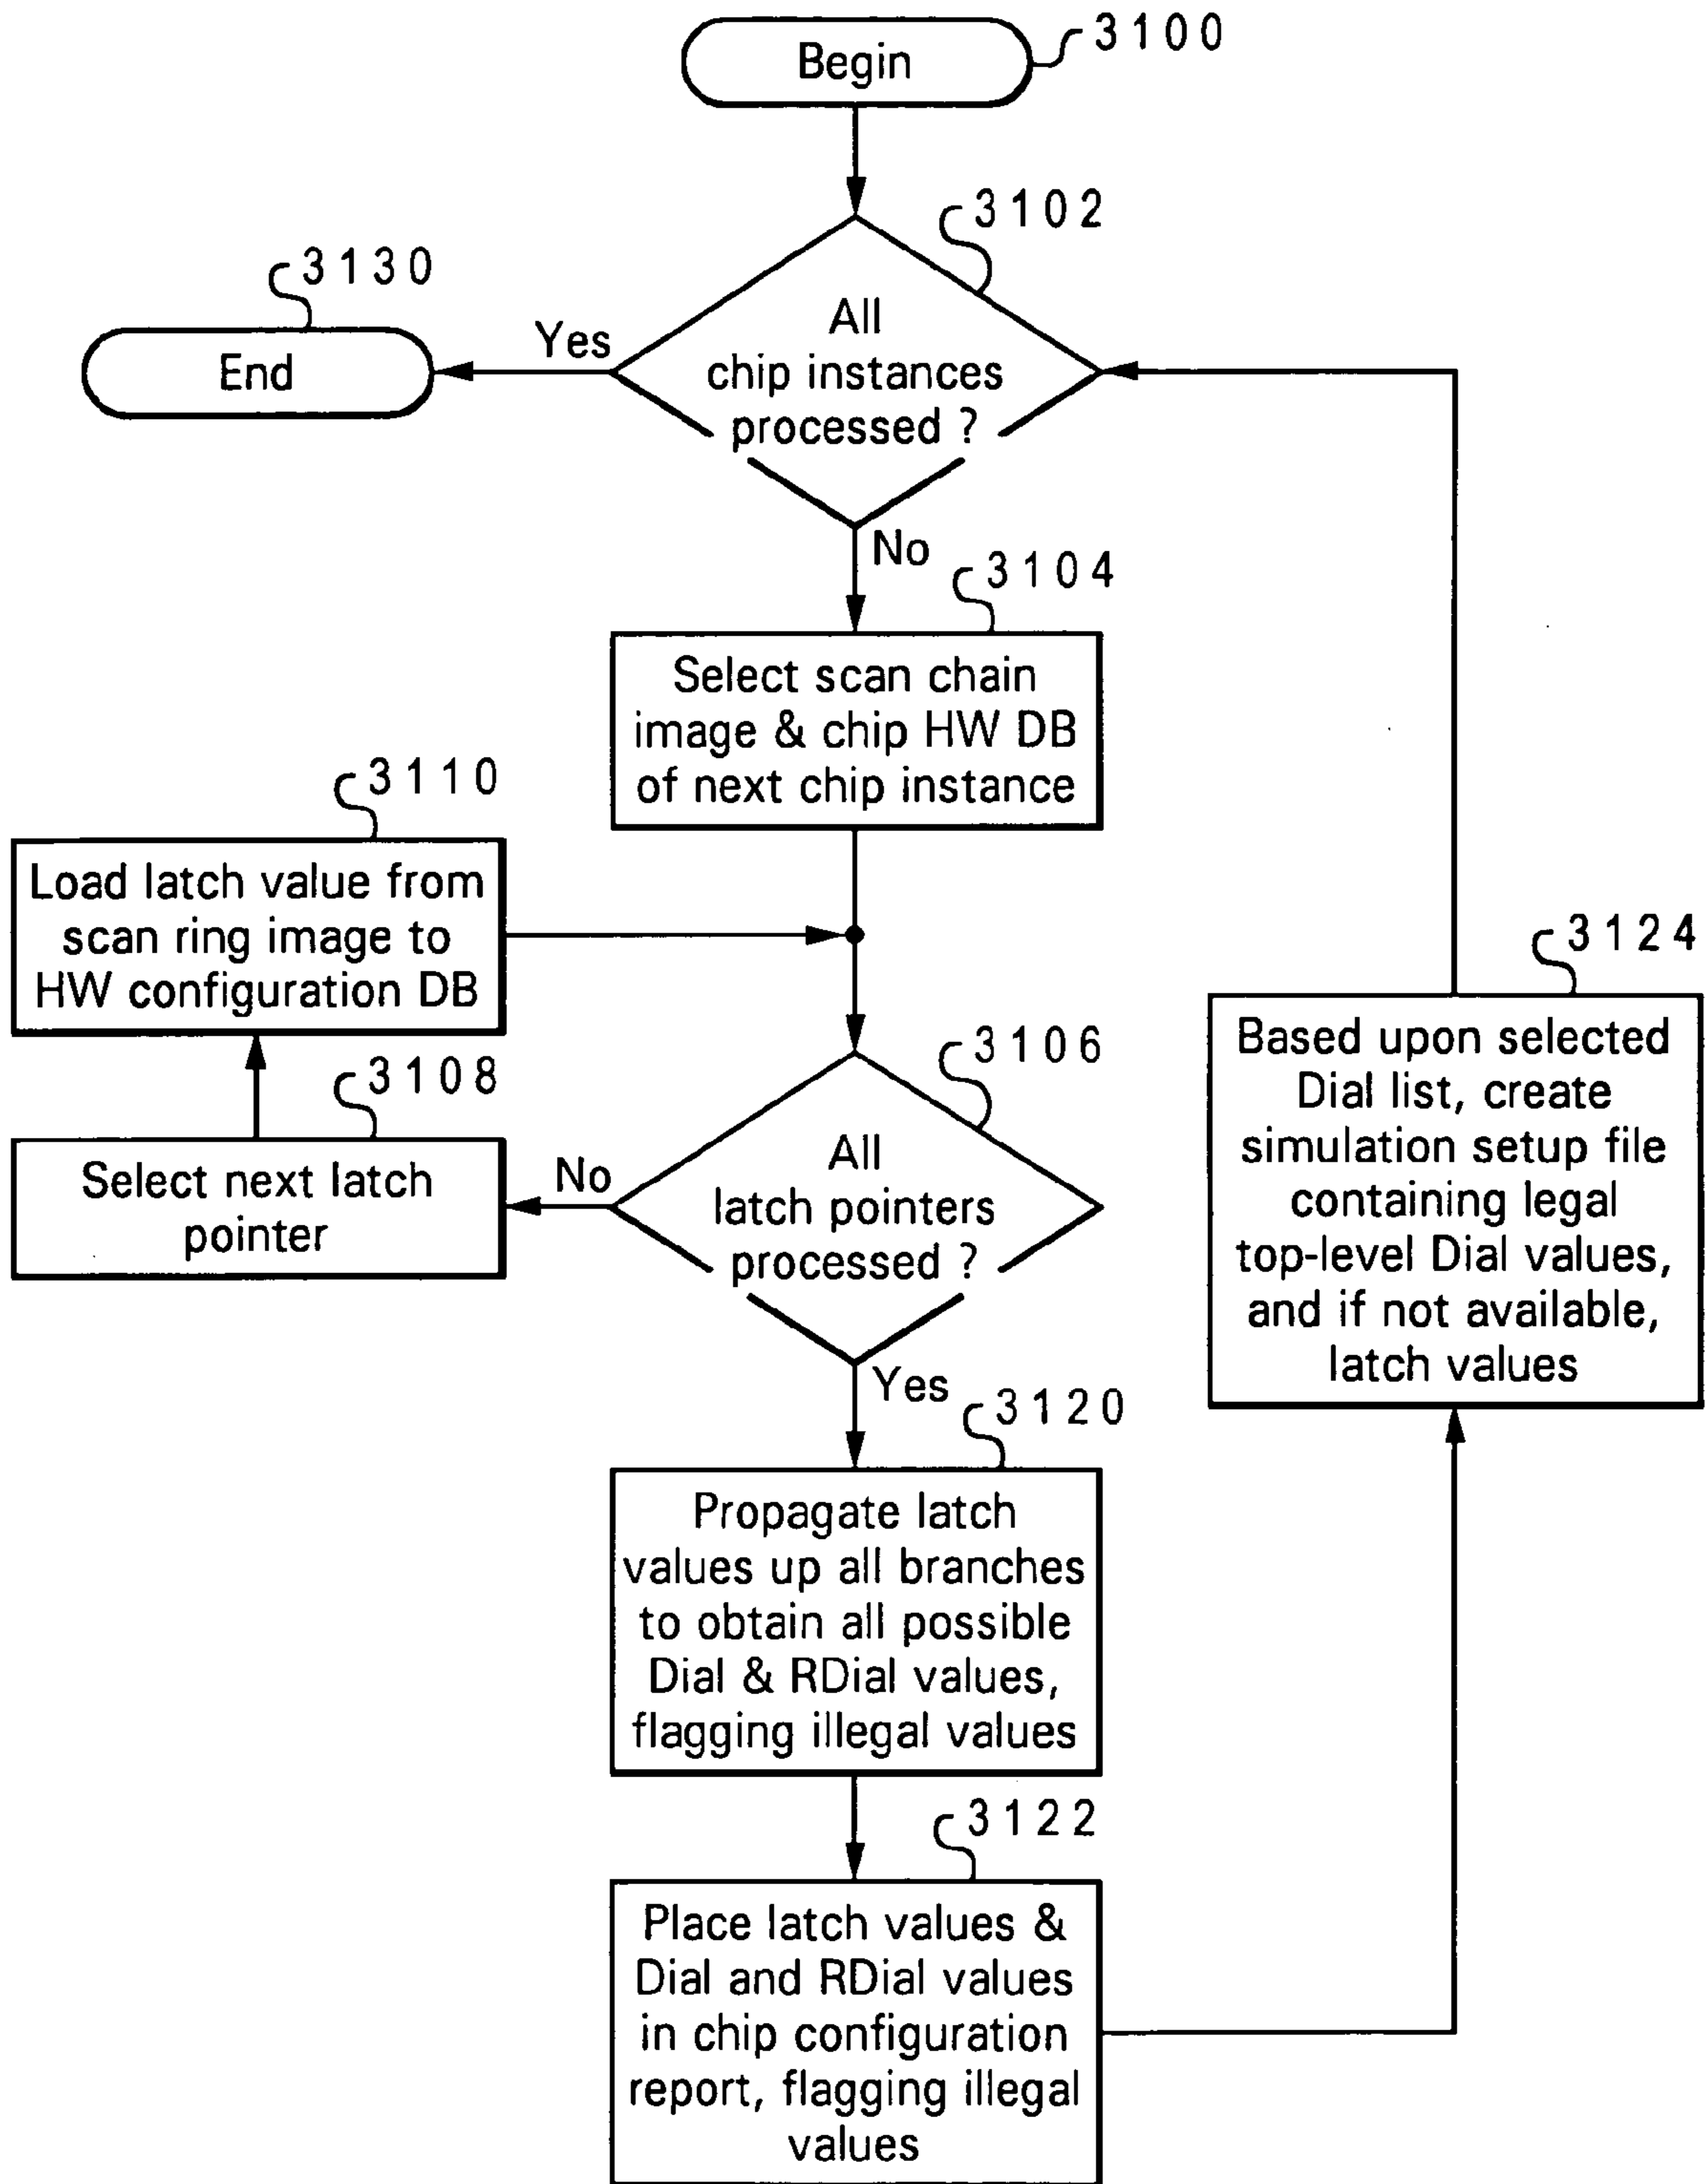 Begin
3100
3102
3130
All
chip instances
processed ?
Yes
End
No
3104
Select scan chain
image & chip HW DB
of next chip instance
3110
Load latch value from
scan ring image to
HW configuration DB
3108
Select next latch
pointer
3106
All
latch pointers
processed ?
No
Yes
3120
Propagate latch
values up all branches
to obtain all possible
Dial & RDial values,
flagging illegal values
3122
Place latch values &
Dial and RDial values
in chip configuration
report, flagging illegal
values
3124
Based upon selected
Dial list, create
simulation setup file
containing legal
top-level Dial values,
and if not available,
latch values